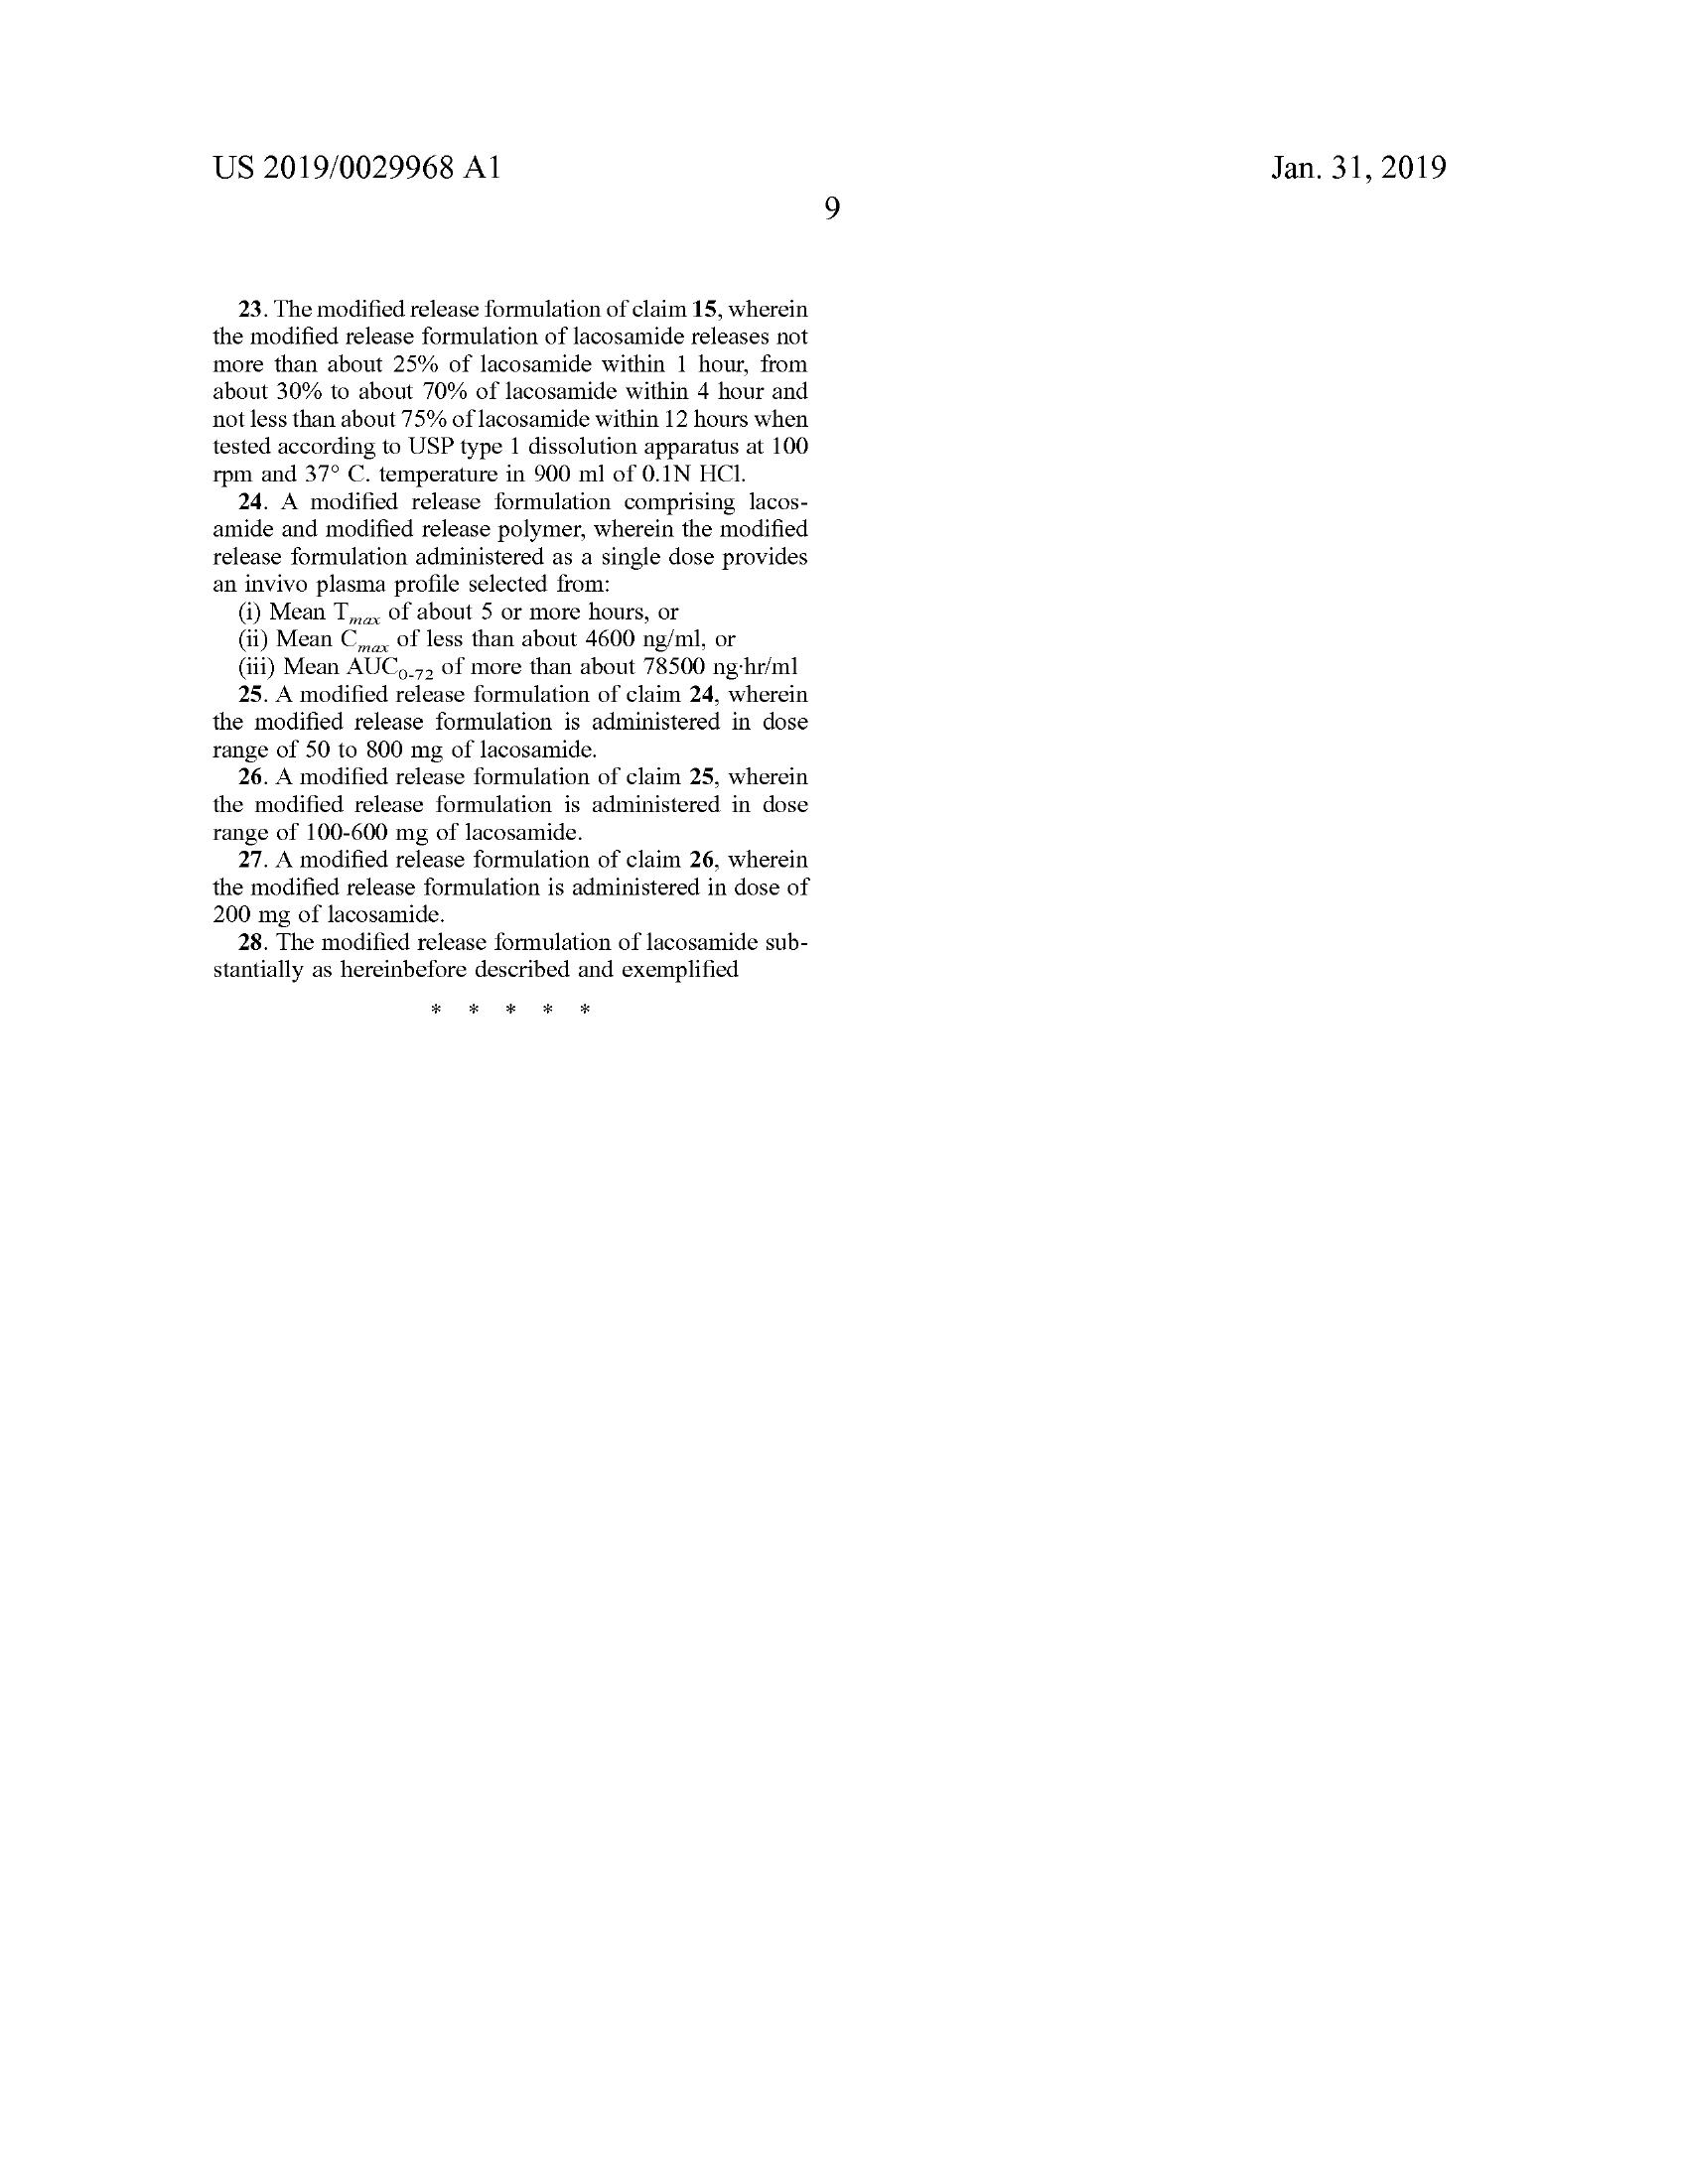 US 2019/0029968 A1
Jan. 31, 2019
9
23. The modified release formulation of claim 15, wherein
the modified release formulation of lacosamide releases not
more than about 25% of lacosamide within 1 hour, from
about 30% to about 70% of lacosamide within 4 hour and
not less than about 75% of lacosamide within 12 hours when
tested according to USP type 1 dissolution apparatus at 100
rpm and 37° C. temperature in 900 ml of 0.1N HCl.
24. A modified release formulation comprising lacos-
amide and modified release polymer, wherein the modified
release formulation administered as a single dose provides
an invivo plasma profile selected from:
(i) Mean Tmax of about 5 or more hours, or
(ii) Mean Cmax of less than about 4600 ng/ml, or
(iii) Mean AUC0-72 of more than about 78500 ng·hr/ml
25. A modified release formulation of claim 24, wherein
the modified release formulation is administered in dose
range of 50 to 800 mg of lacosamide.
26. A modified release formulation of claim 25, wherein
the modified release formulation is administered in dose
range of 100-600 mg of lacosamide.
27. A modified release formulation of claim 26, wherein
the modified release formulation is administered in dose of
200 mg of lacosamide.
28. The modified release formulation of lacosamide sub-
stantially as hereinbefore described and exemplified
* * * * *